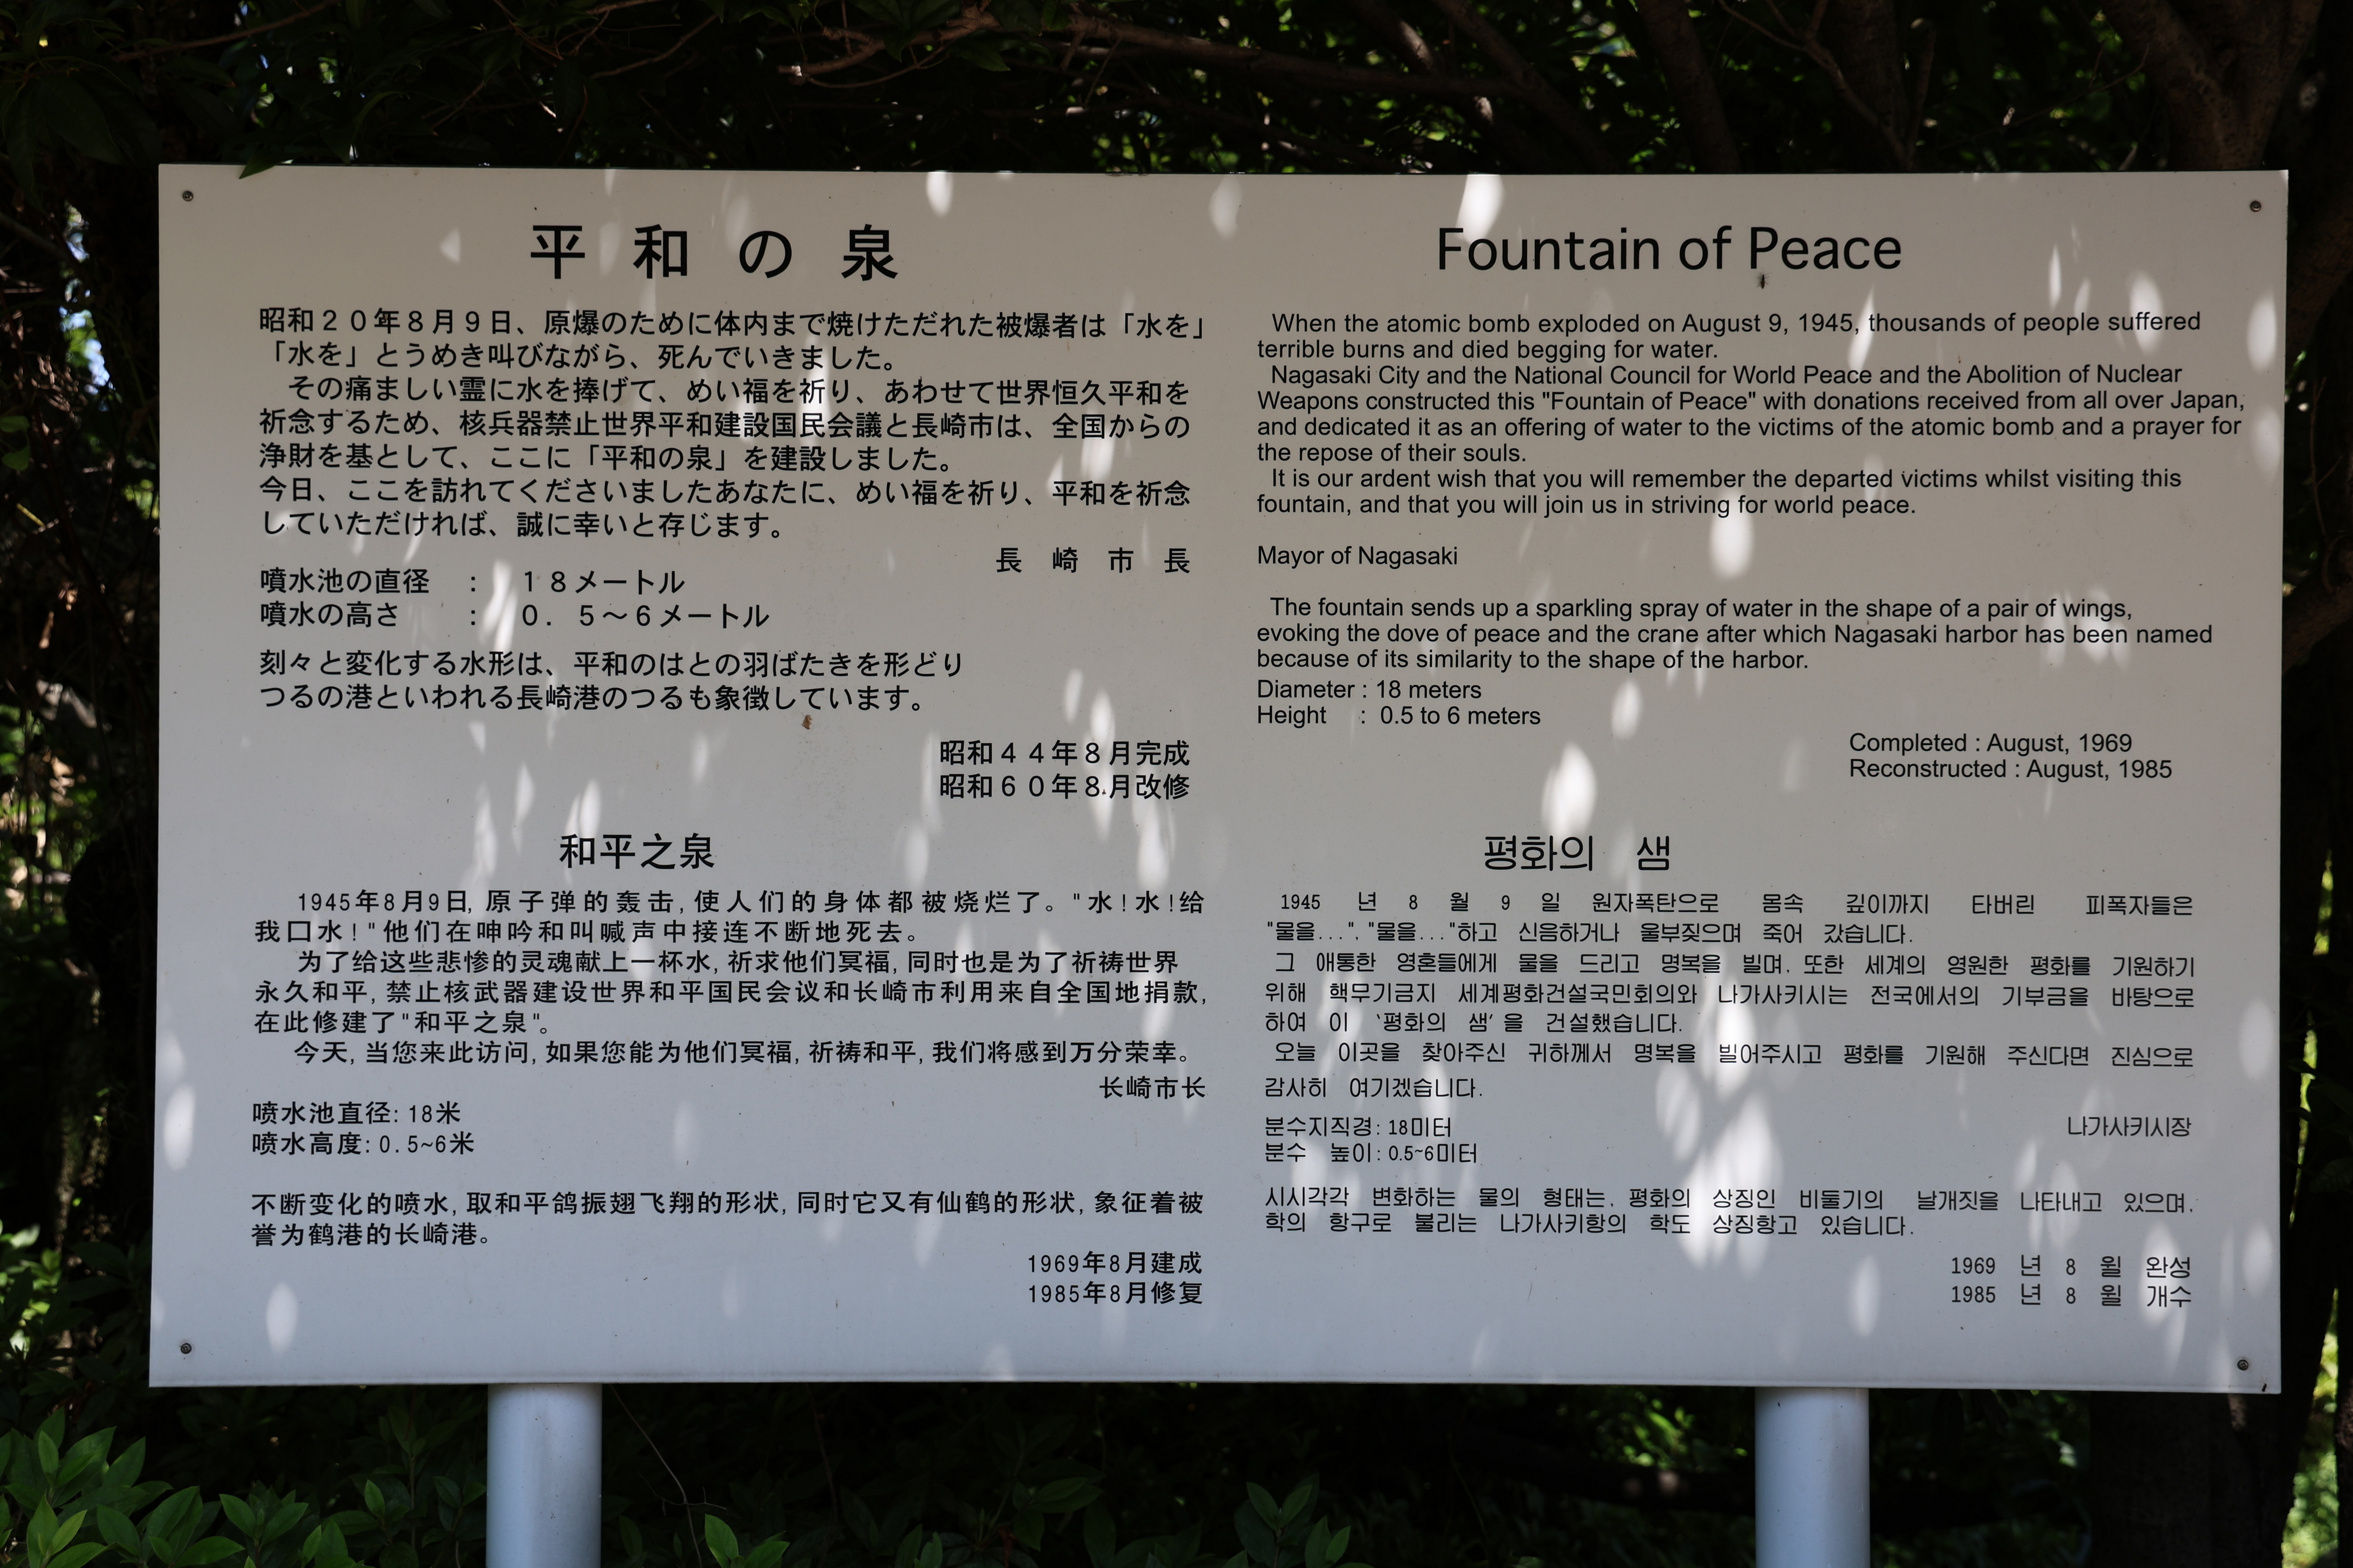 平和の泉
昭和２０年８月９日、原爆のために体内まで焼けただれた被爆者は「水を」
「水を」とうめき叫びながら、死んでいきました。
その痛ましい霊に水を捧げて、めい福を祈り、あわせて世界恒久平和を
祈念するため、核兵器禁止世界平和建設国民会議と長崎市は、全国からの
浄財を基として、ここに「平和の泉」を建設しました。
今日、ここを訪れてくださいましたあなたに、めい福を祈り、平和を祈念
していただければ、誠に幸いと存じます。
長崎市長
噴水池の直径　：　１８メートル
噴水の高さ　：　０．５～６メートル
刻々と変化する水形は、平和のはとの羽ばたきを形どり
つるの港といわれる長崎港のつるも象徴しています。
昭和４４年８月完成
昭和６０年８月改修
Fountain of Peace
When the atomic bomb exploded on August 9, 1945, thousands of people suffered
terrible burns and died begging for water.
Nagasaki City and the National Council for World Peace and the Abolition of Nuclear
Weapons constructed this "Fountain of Peace" with donations received from all over Japan,
and dedicated it as an offering of water to the victims of the atomic bomb and a prayer for
the repose of their souls.
It is our ardent wish that you will remember the departed victims whilst visiting this
fountain, and that you will join us in striving for world peace.
Mayor of Nagasaki
The fountain sends up a sparkling spray of water in the shape of a pair of wings,
evoking the dove of peace and the crane after which Nagasaki harbor has been named
because of its similarity to the shape of the harbor.
Diameter : 18 meters
Height : 0.5 to 6 meters
Completed : August, 1969
Reconstructed : August, 1985
和平之泉
1945年8月9日,原子弹的轰击,使人们的身体都被烧烂了。"水!水!给
我口水!"他们在呻吟和叫喊声中接连不断地死去。
为了给这些悲惨的灵魂献上一杯水,祈求他们冥福,同时也是为了祈祷世界
永久和平,禁止核武器建设世界和平国民会议和长崎市利用来自全国地捐款,
在此修建了"和平之泉"。
今天,当您来此访问,如果您能为他们冥福,祈祷和平,我们将感到万分荣幸。
长崎市长
喷水池直径:18米
喷水高度:0.5~6米
不断变化的喷水,取和平鸽振翅飞翔的形状,同时它又有仙鹤的形状,象征着被
誉为鹤港的长崎港。
1969年8月建成
1985年8月修复
평화의 샘
1945 년 8 월 9 일 원자폭탄으로 몸속 깊이까지 타버린 피폭자들은
"물을...", "물을..."하고 신음하거나 울부짖으며 죽어 갔습니다.
그 애통한 영혼들에게 물을 드리고 명복을 빌며, 또한 세계의 영원한 평화를 기원하기
위해 핵무기금지 세계평화건설국민회의와 나가사키시는 전국에서의 기부금을 바탕으로
하여 이 '평화의 샘'을 건설했습니다.
오늘 이곳을 찾아주신 귀하께서 명복을 빌어주시고 평화를 기원해 주신다면 진심으로
감사히 여기겠습니다.
나가사키시장
분수지직경: 18미터
분수 높이: 0.5~6미터
시시각각 변화하는 물의 형태는, 평화의 상징인 비둘기의 날개짓을 나타내고 있으며,
학의 항구로 불리는 나가사키항의 학도 상징항고 있습니다.
1969 년 8 월 완성
1985 년 8 월 개수